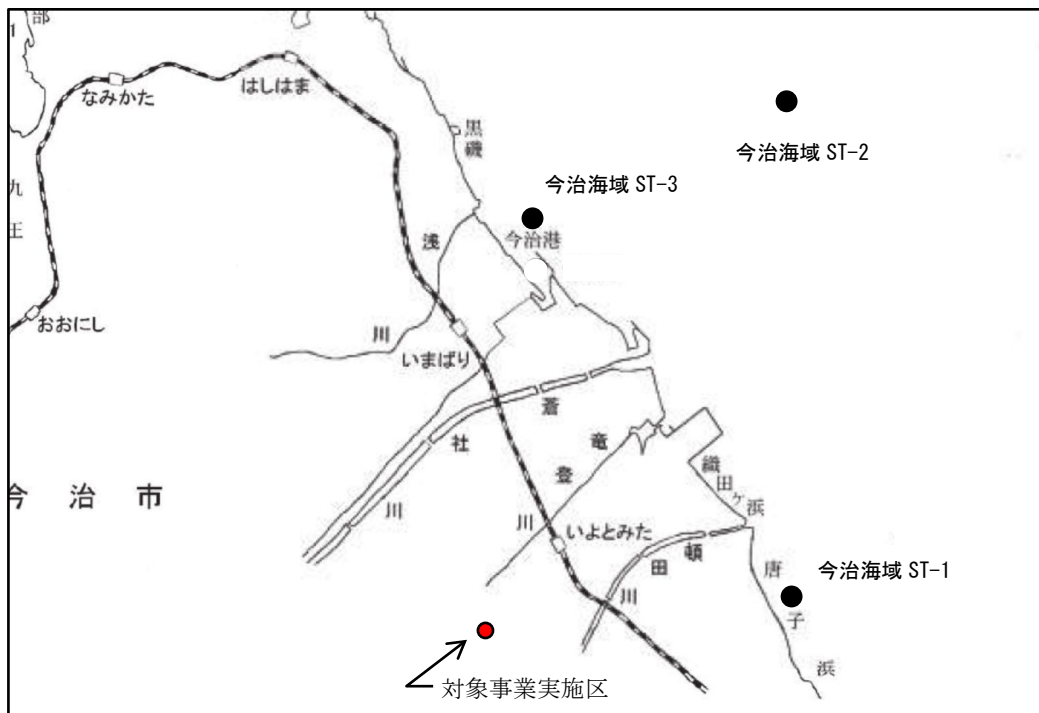 部
なみかた
はしはま
黒磯
今治海域 ST-2
今治海域 ST-3
九王
今治港
浅川
おおにし
いまばり
蒼社川
竜登川
織田ヶ浜
今治市
いよとみた
頓田川
唐子浜
今治海域 ST-1
対象事業実施区